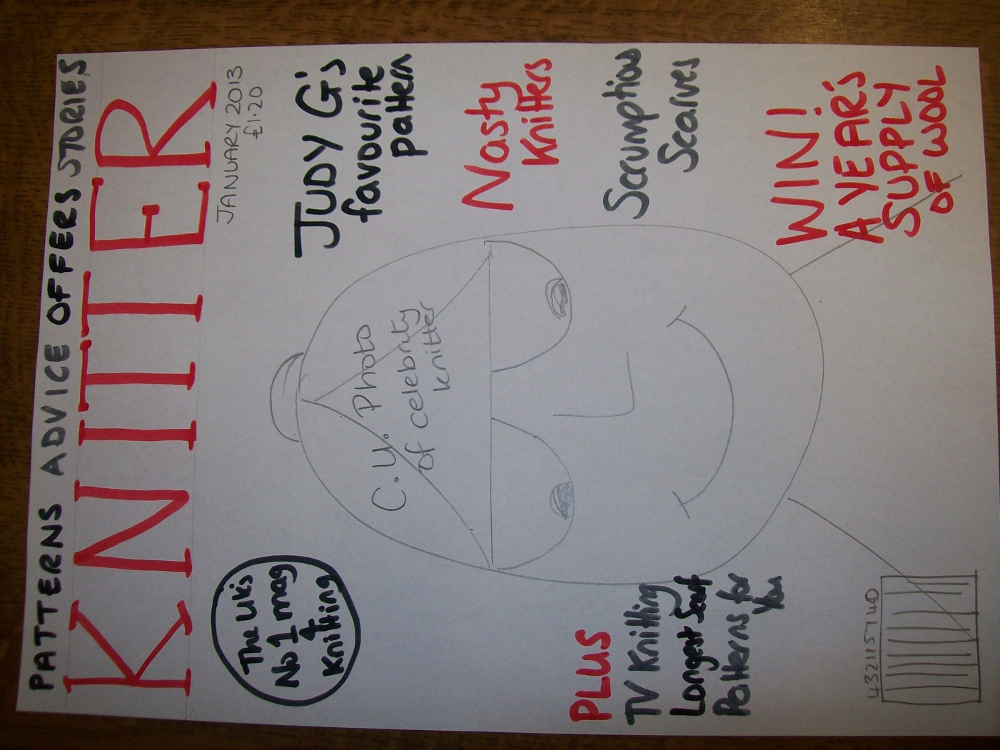 PATTERNS ADVICE OFFERS STORIES
KNITTER
JANUARY 2013
£1.20
The UK's
No 1 mag
4
Knitting
JUDY G's
favourite
pattern
C.U. Photo
of celebrity
knitter
Nasty
Knitters
Scrumptious
Scarves
PLUS
TV Knitting
Longest Scarf
Patterns for
You
WIN!
A YEAR'S
SUPPLY
OF WOOL
432115740